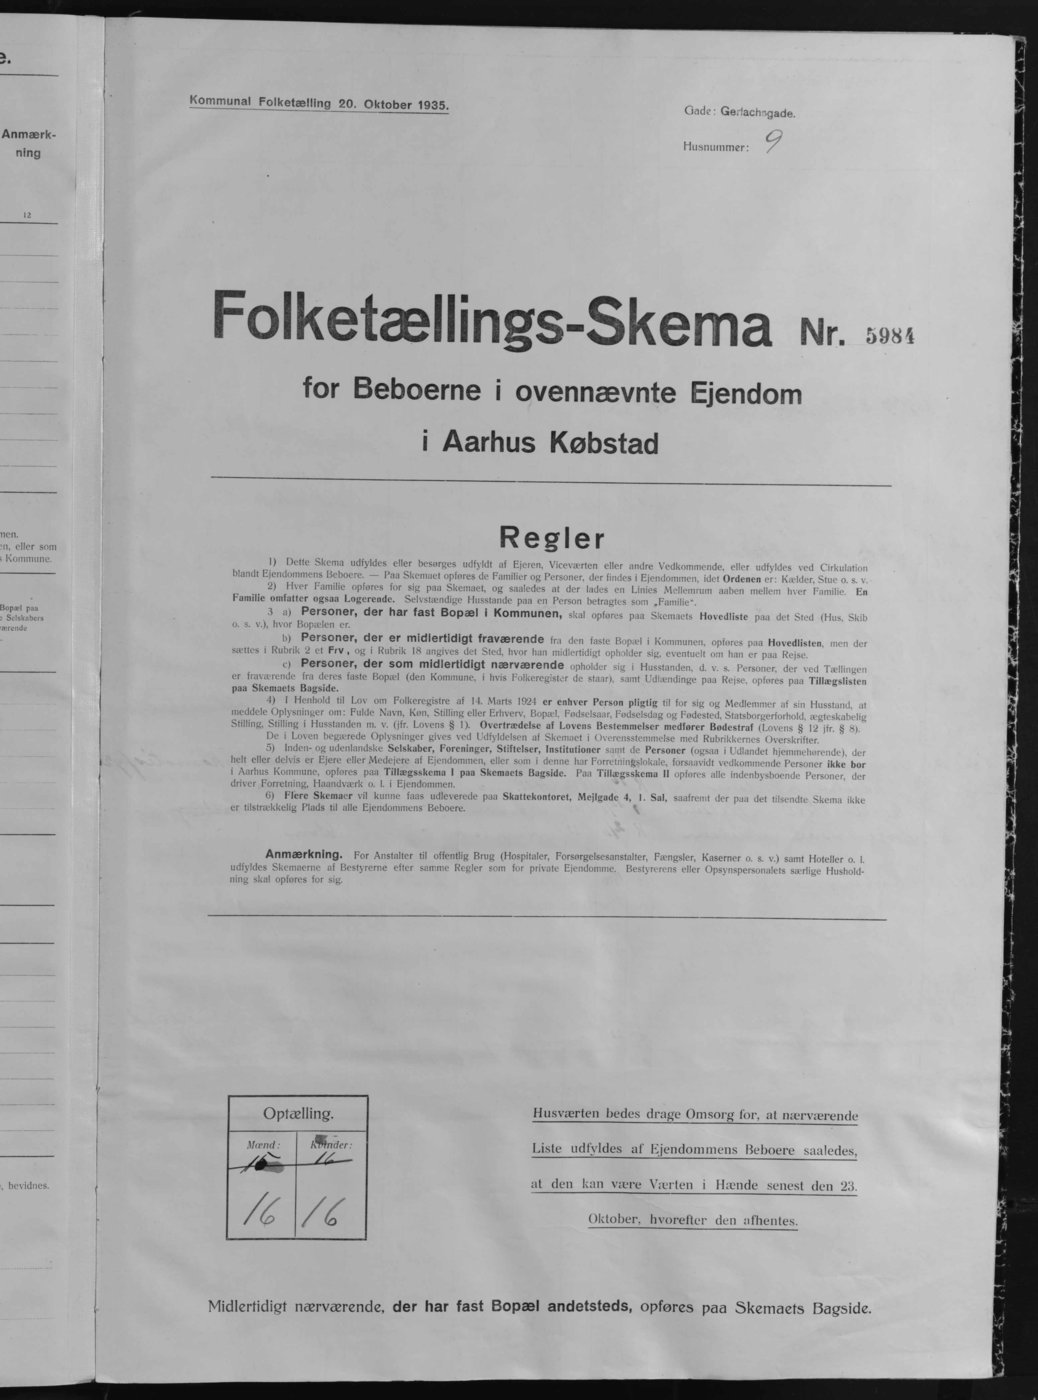 e.
Anmærk-
ning
12
men.
en, eller som
s Kommune.
Bopæl paa
e Selskabers
værende
, bevidnes.
Kommunal Folketælling 20. Oktober 1935.
Gade: Gerlachsgade.
Husnummer: 9
Folketællings-Skema Nr. 5984
for Beboerne i ovennævnte Ejendom
i Aarhus Købstad
Regler
1) Dette Skema udfyldes eller besørges udfyldt af Ejeren, Viceværten eller andre Vedkommende, eller udfyldes ved Cirkulation
blandt Ejendommens Beboere. — Paa Skemaet opføres de Familier og Personer, der findes i Ejendommen, idet Ordenen er: Kælder, Stue o. s. v.
2) Hver Familie opføres for sig paa Skemaet, og saaledes at der lades en Linies Mellemrum aaben mellem hver Familie. En
Familie omfatter ogsaa Logerende. Selvstændige Husstande paa en Person betragtes som „Familie“.
3 a) Personer, der har fast Bopæl i Kommunen, skal opføres paa Skemaets Hovedliste paa det Sted (Hus, Skib
o. s. v.), hvor Bopælen er.
b) Personer, der er midlertidigt fraværende fra den faste Bopæl i Kommunen, opføres paa Hovedlisten, men der
sættes i Rubrik 2 et Frv., og i Rubrik 18 angives det Sted, hvor han midlertidigt opholder sig, eventuelt om han er paa Rejse.
c) Personer, der som midlertidigt nærværende opholder sig i Husstanden, d. v. s. Personer, der ved Tællingen
er fraværende fra deres faste Bopæl (den Kommune, i hvis Folkeregister de staar), samt Udlændinge paa Rejse, opføres paa Tillægslisten
paa Skemaets Bagside.
4) I Henhold til Lov om Folkeregistre af 14. Marts 1924 er enhver Person pligtig til for sig og Medlemmer af sin Husstand, at
meddele Oplysninger om: Fulde Navn, Køn, Stilling eller Erhverv, Bopæl, Fødselsaar, Fødselsdag og Fødested, Statsborgerforhold, ægteskabelig
Stilling, Stilling i Husstanden m. v. (jfr. Lovens § 1). Overtrædelse af Lovens Bestemmelser medfører Bødestraf (Lovens § 12 jfr. § 8).
De i Loven begærede Oplysninger gives ved Udfyldelsen af Skemaet i Overensstemmelse med Rubrikkernes Overskrifter.
5) Inden- og udenlandske Selskaber, Foreninger, Stiftelser, Institutioner samt de Personer (ogsaa i Udlandet hjemmehørende), der
helt eller delvis er Ejere eller Medejere af Ejendommen, eller som i denne har Forretningslokale, forsaavidt vedkommende Personer ikke bor
i Aarhus Kommune, opføres paa Tillægsskema I paa Skemaets Bagside. Paa Tillægsskema II opføres alle indenbysboende Personer, der
driver Forretning, Haandværk o. l. i Ejendommen.
6) Flere Skemaer vil kunne faas udleverede paa Skattekontoret, Mejlgade 4, 1. Sal, saafremt der paa det tilsendte Skema ikke
er tilstrækkelig Plads til alle Ejendommens Beboere.
Anmærkning. For Anstalter til offentlig Brug (Hospitaler, Forsørgelsesanstalter, Fængsler, Kaserner o. s. v.) samt Hoteller o. l.
udfyldes Skemaerne af Bestyrerne efter samme Regler som for private Ejendomme. Bestyrerens eller Opsynspersonalets særlige Hushold-
ning skal opføres for sig.
Optælling.
Mænd: Kvinder:
15 16
16 16
Husværten bedes drage Omsorg for, at nærværende
Liste udfyldes af Ejendommens Beboere saaledes,
at den kan være Værten i Hænde senest den 23.
Oktober, hvorefter den afhentes.
Midlertidigt nærværende, der har fast Bopæl andetsteds, opføres paa Skemaets Bagside.